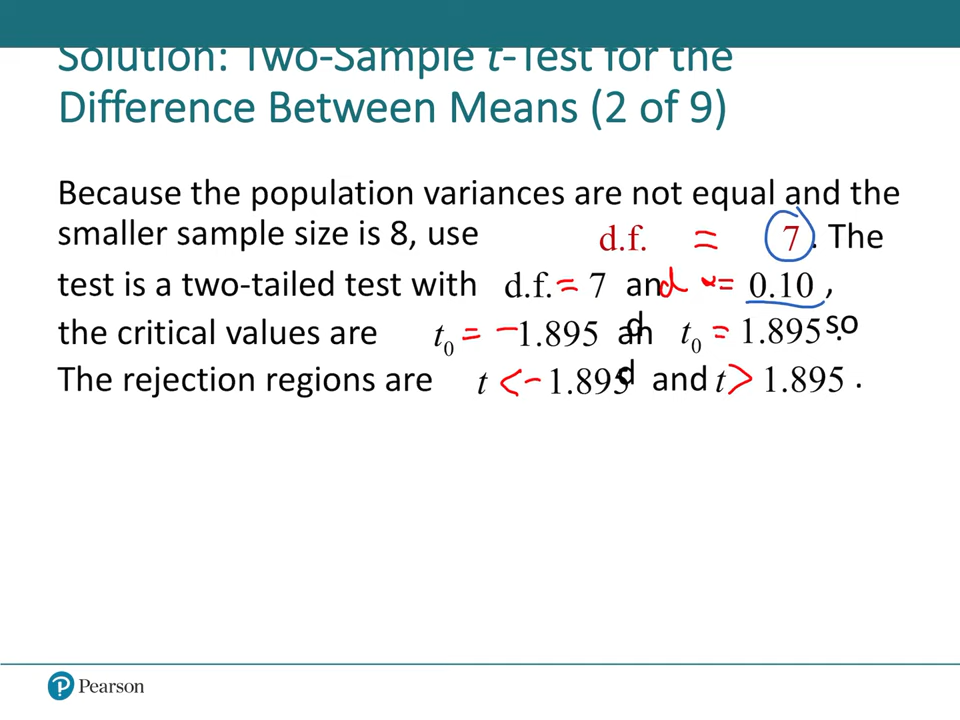 Solution: Two-Sample t-Test for the
Difference Between Means (2 of 9)
Because the population variances are not equal and the
smaller sample size is 8, use d.f. = 7. The
test is a two-tailed test with d.f. = 7 and α = 0.10, so
the critical values are t₀ = −1.895 and t₀ = 1.895.
The rejection regions are t < −1.895 and t > 1.895.
Pearson